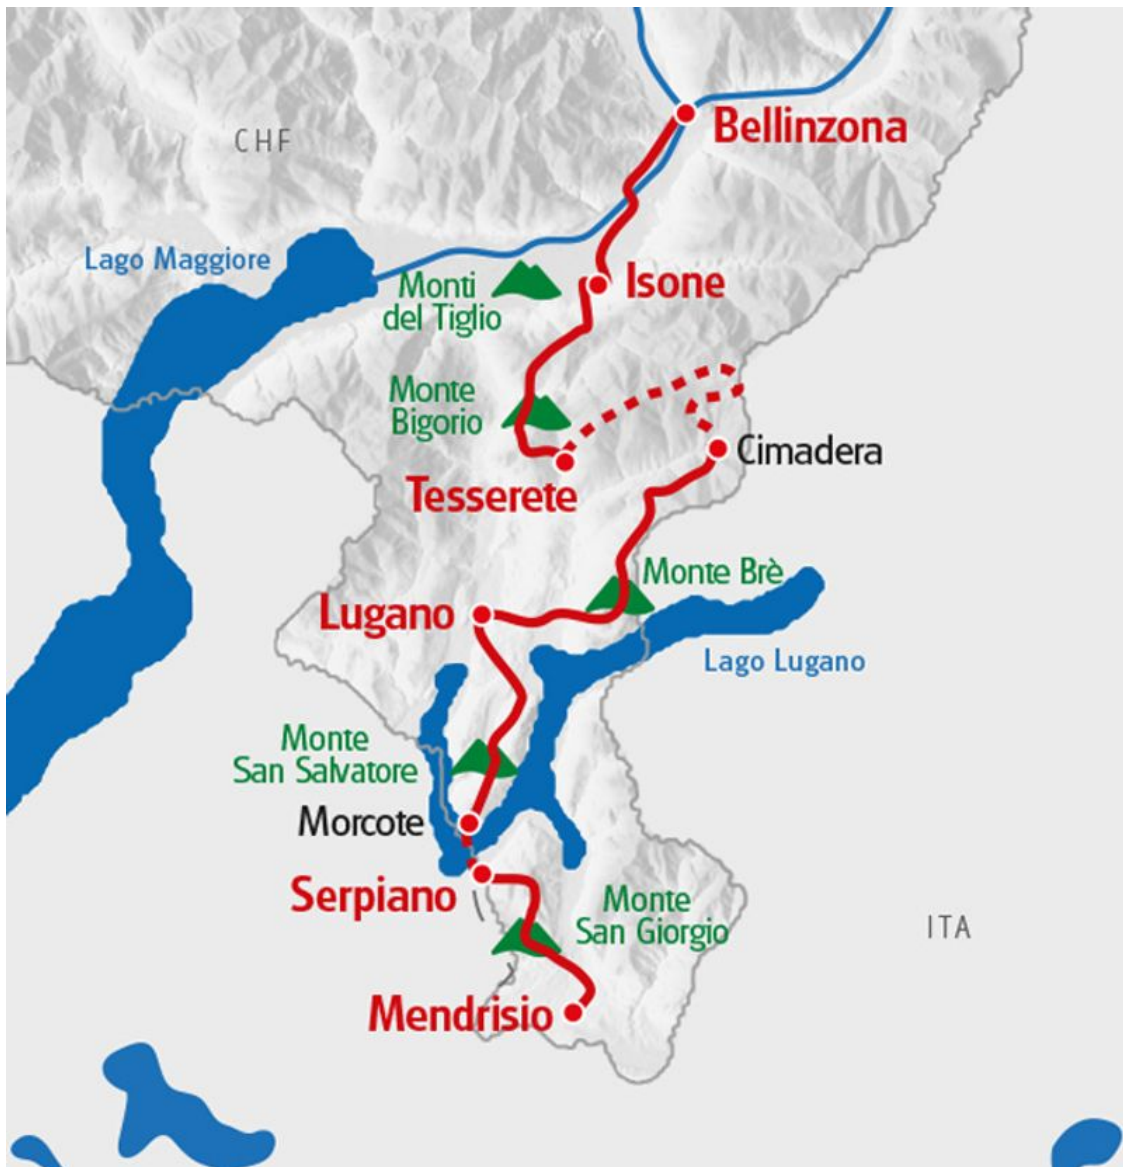 Bellinzona
CHF
Lago Maggiore
Isone
Monti
del Tiglio
Monte
Bigorio
Cimadera
Tesserete
Monte Brè
Lugano
Lago Lugano
Monte
San Salvatore
Morcote
Serpiano
Monte
San Giorgio
ITA
Mendrisio